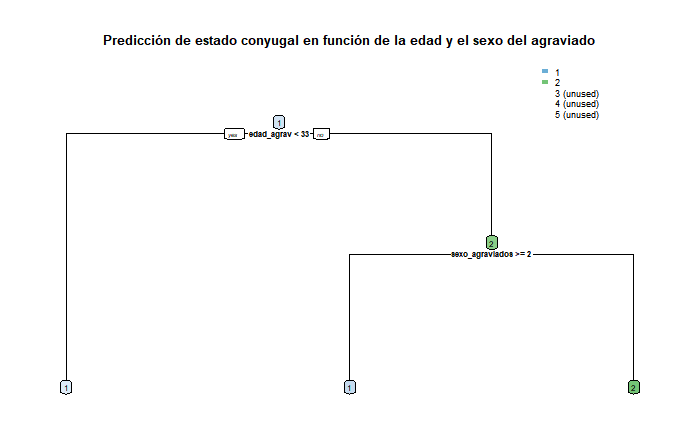 Predicción de estado conyugal en función de la edad y el sexo del agraviado
1
2
3 (unused)
4 (unused)
5 (unused)
1
yes edad_agrav < 33 no
2
sexo_agraviados >= 2
1 1 2